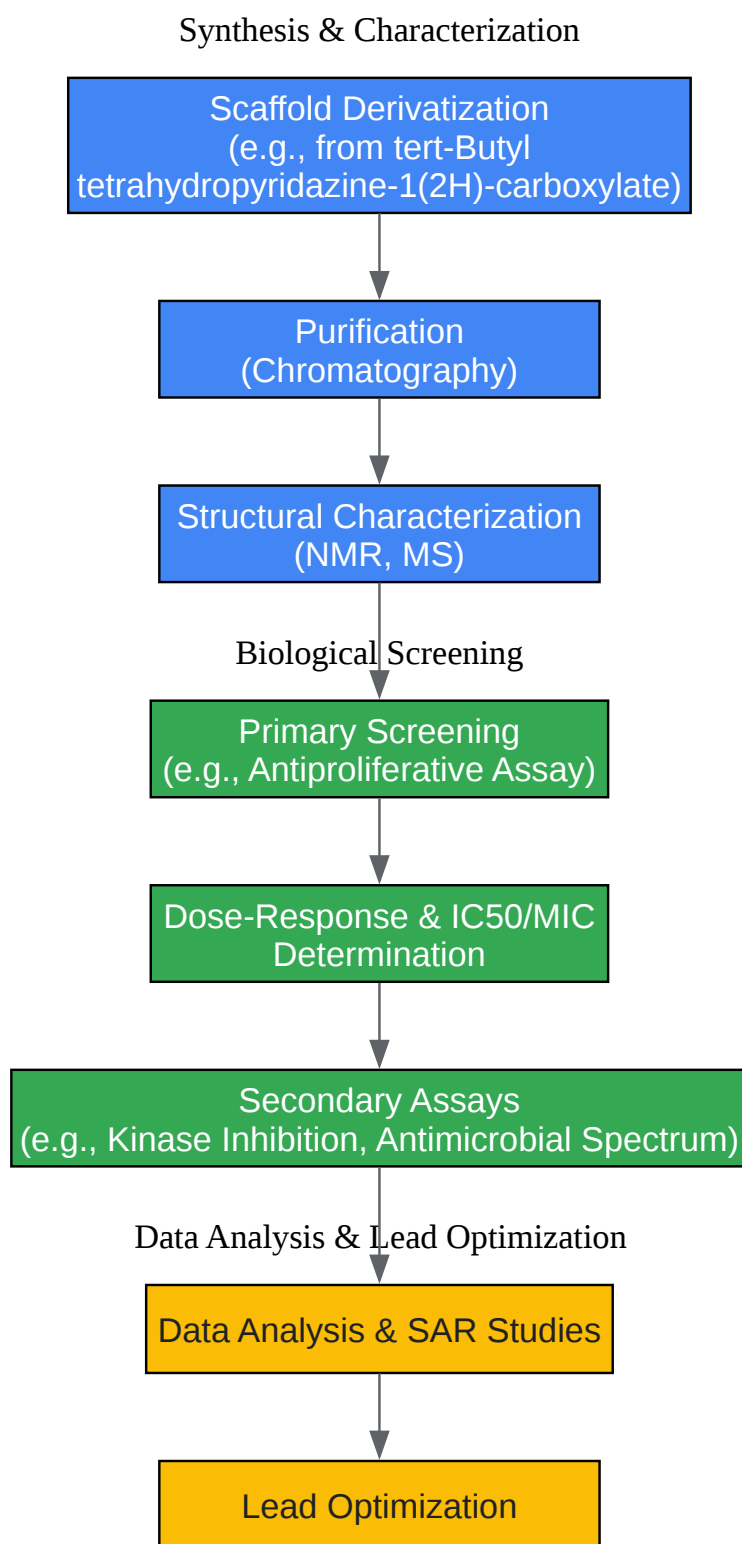 Synthesis & Characterization
Scaffold Derivatization
(e.g., from tert-Butyl
tetrahydropyridazine-1(2H)-carboxylate)
Purification
(Chromatography)
Structural Characterization
(NMR, MS)
Biological Screening
Primary Screening
(e.g., Antiproliferative Assay)
Dose-Response & IC50/MIC
Determination
Secondary Assays
(e.g., Kinase Inhibition, Antimicrobial Spectrum)
Data Analysis & Lead Optimization
Data Analysis & SAR Studies
Lead Optimization